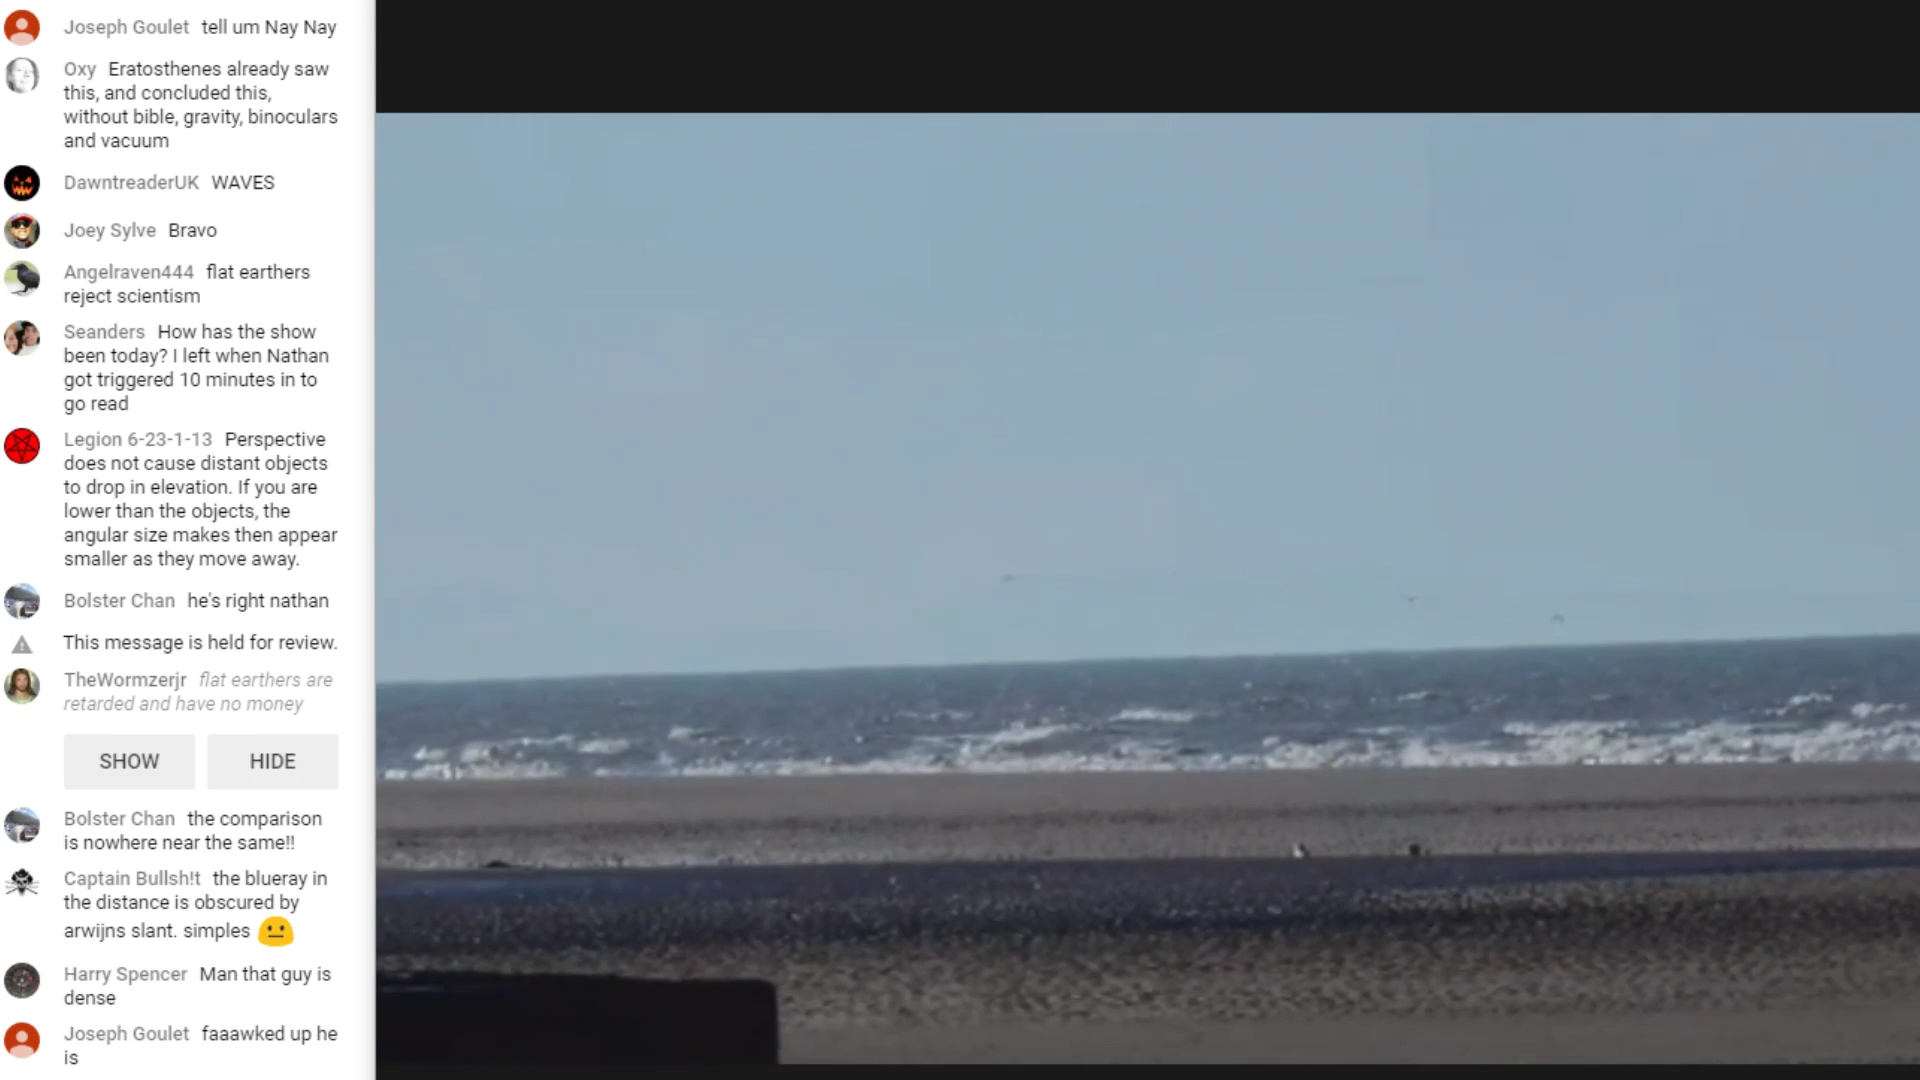 Joseph Goulet tell um Nay Nay
Oxy Eratosthenes already saw
this, and concluded this,
without bible, gravity, binoculars
and vacuum
DawntreaderUK WAVES
Joey Sylve Bravo
Angelraven444 flat earthers
reject scientism
Seanders How has the show
been today? I left when Nathan
got triggered 10 minutes in to
go read
Legion 6-23-1-13 Perspective
does not cause distant objects
to drop in elevation. If you are
lower than the objects, the
angular size makes then appear
smaller as they move away.
Bolster Chan he's right nathan
This message is held for review.
TheWormzerjr flat earthers are
retarded and have no money
SHOW HIDE
Bolster Chan the comparison
is nowhere near the same!!
Captain Bullsh!t the blueray in
the distance is obscured by
arwijns slant. simples 😐
Harry Spencer Man that guy is
dense
Joseph Goulet faaawked up he
is